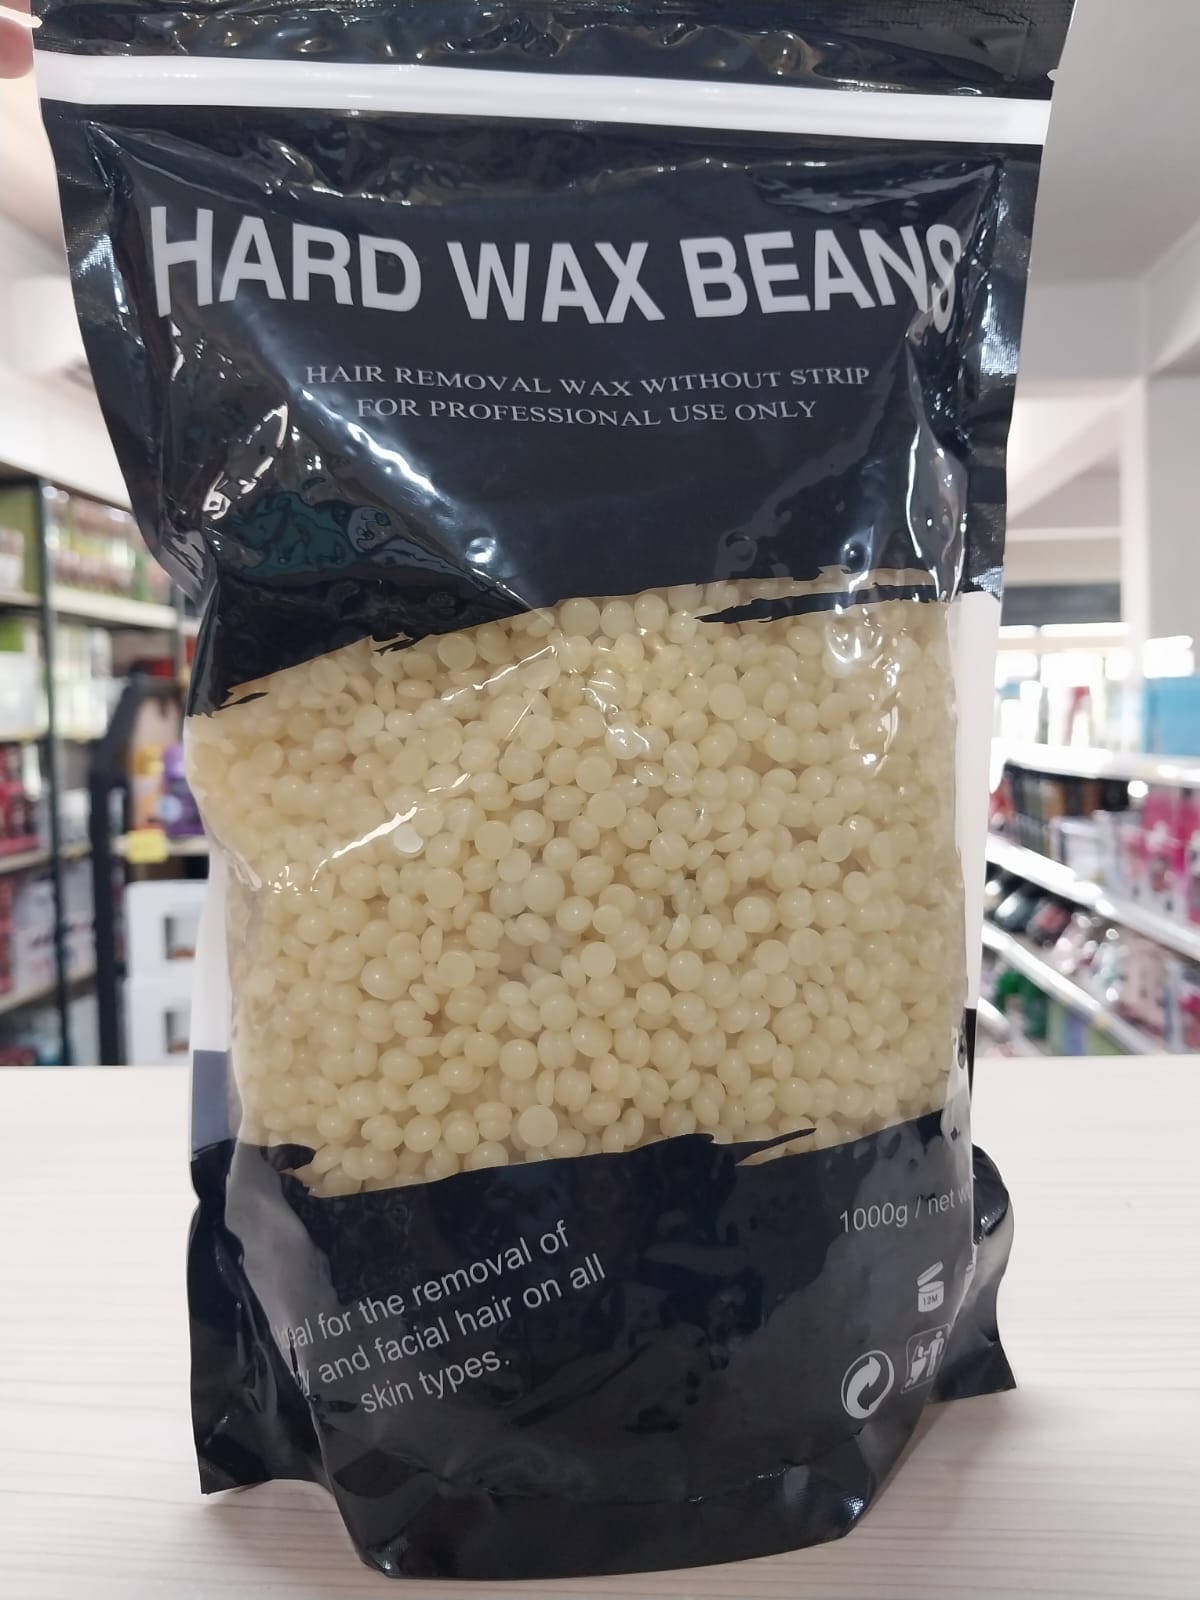 HARD WAX BEANS
HAIR REMOVAL WAX WITHOUT STRIP
FOR PROFESSIONAL USE ONLY
1000g / net
for the removal of
and facial hair on all
skin types.
12M